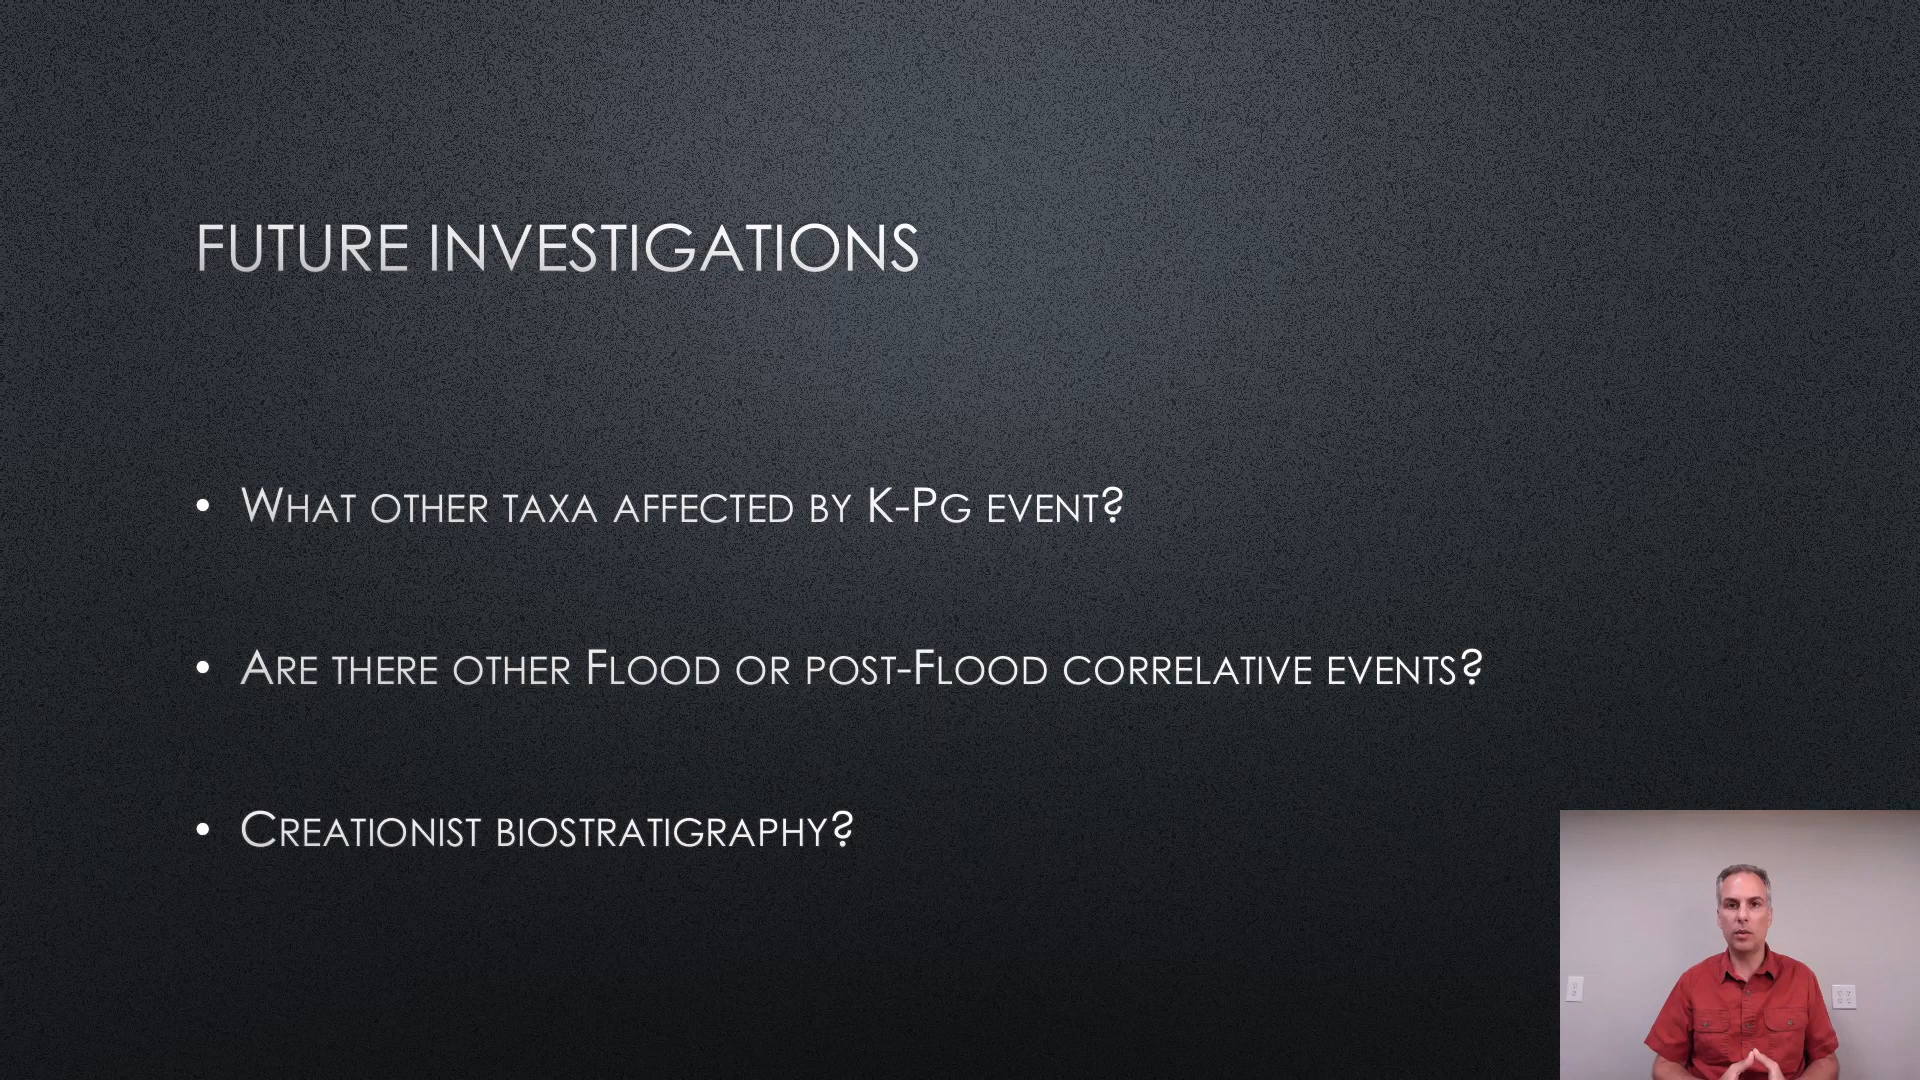 FUTURE INVESTIGATIONS
• WHAT OTHER TAXA AFFECTED BY K-PG EVENT?
• ARE THERE OTHER FLOOD OR POST-FLOOD CORRELATIVE EVENTS?
• CREATIONIST BIOSTRATIGRAPHY?